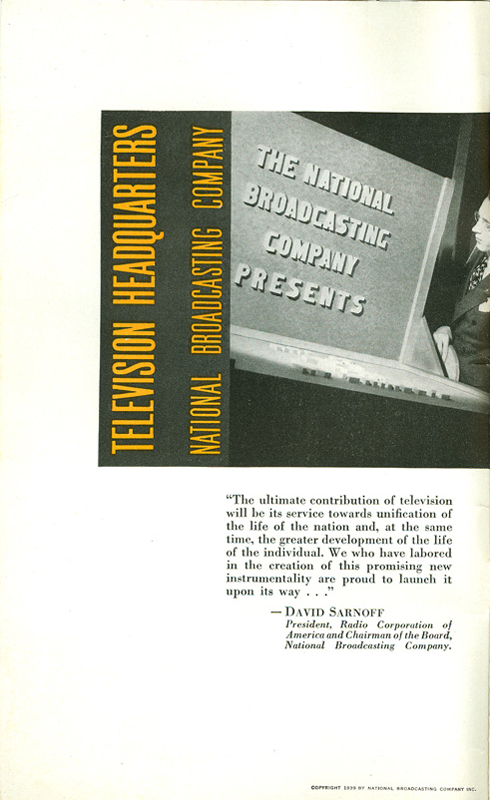 TELEVISION HEADQUARTERS
NATIONAL BROADCASTING COMPANY
THE NATIONAL
BROADCASTING
COMPANY
PRESENTS
“The ultimate contribution of television
will be its service towards unification of
the life of the nation and, at the same
time, the greater development of the life
of the individual. We who have labored
in the creation of this promising new
instrumentality are proud to launch it
upon its way . . .”
— DAVID SARNOFF
President, Radio Corporation of
America and Chairman of the Board,
National Broadcasting Company.
COPYRIGHT 1939 BY NATIONAL BROADCASTING COMPANY INC.